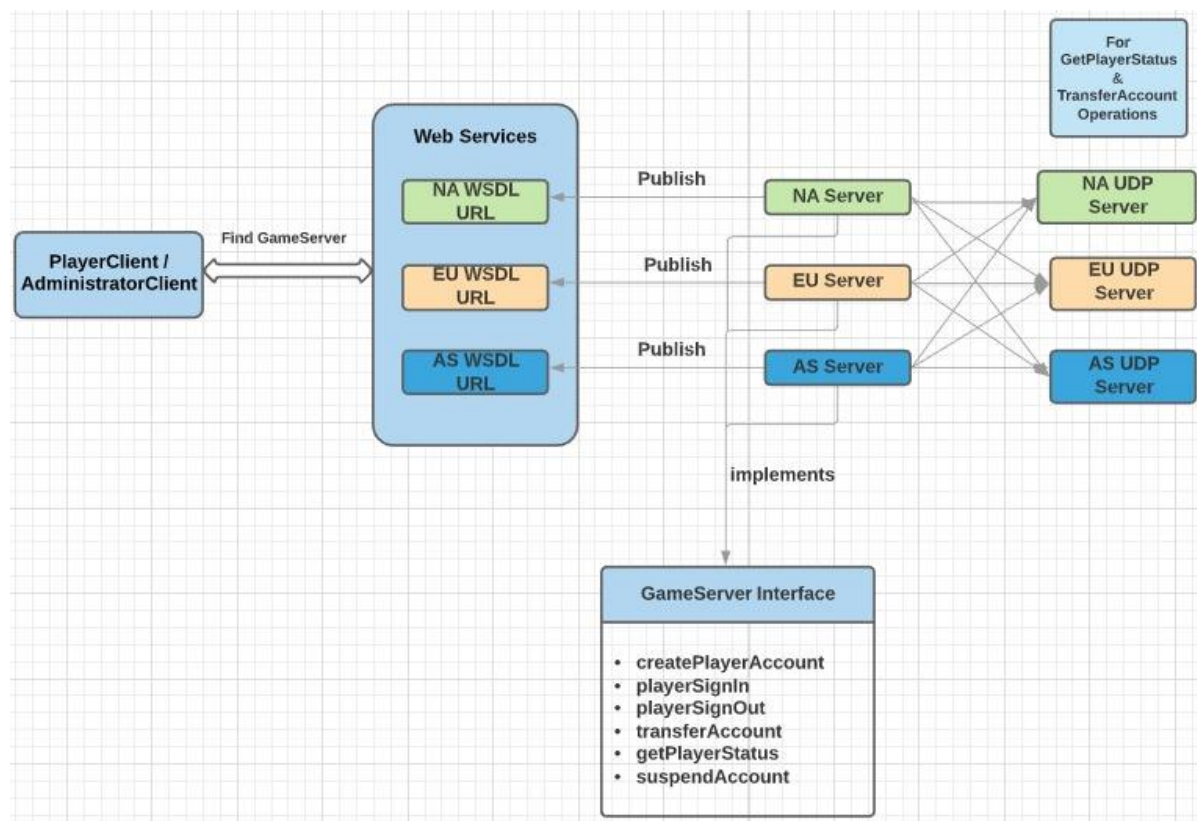 For
GetPlayerStatus
&
TransferAccount
Operations
Web Services
NA WSDL
URL
Publish
NA Server
NA UDP
Server
Find GameServer
PlayerClient /
AdministratorClient
EU WSDL
URL
Publish
EU Server
EU UDP
Server
AS WSDL
URL
Publish
AS Server
AS UDP
Server
implements
GameServer Interface
• createPlayerAccount
• playerSignIn
• playerSignOut
• transferAccount
• getPlayerStatus
• suspendAccount